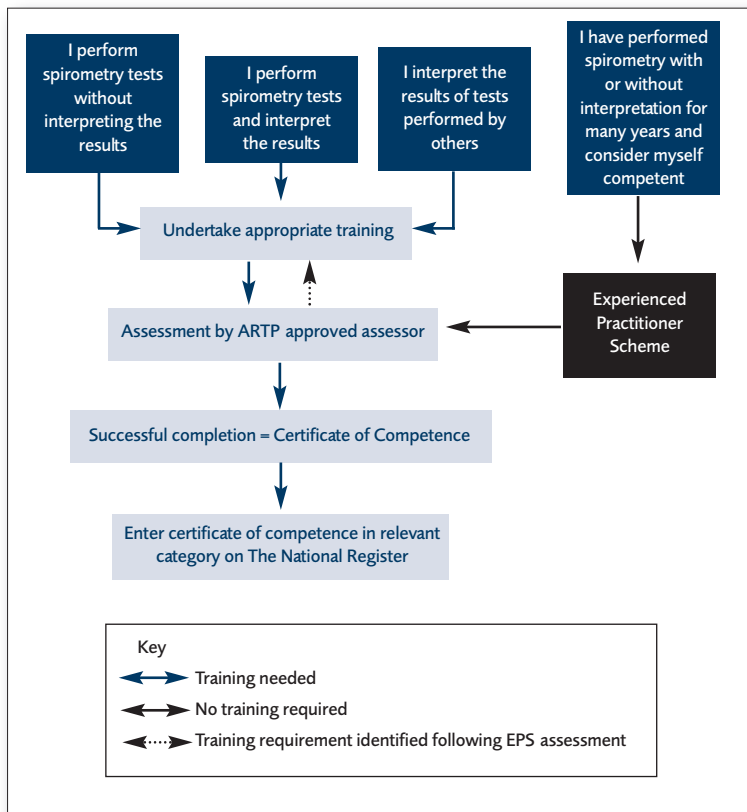 I perform
spirometry tests
without
interpreting the
results
I perform
spirometry tests
and interpret
the results
I interpret the
results of tests
performed by
others
I have performed
spirometry with
or without
interpretation for
many years and
consider myself
competent
Undertake appropriate training
Experienced
Practitioner
Scheme
Assessment by ARTP approved assessor
Successful completion = Certificate of Competence
Enter certificate of competence in relevant
category on The National Register
Key
Training needed
No training required
Training requirement identified following EPS assessment